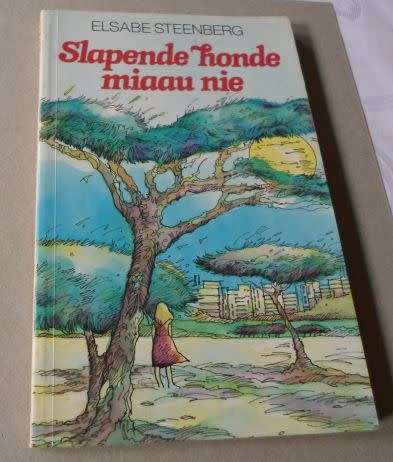 ELSABE STEENBERG
Slapende honde
miaau nie